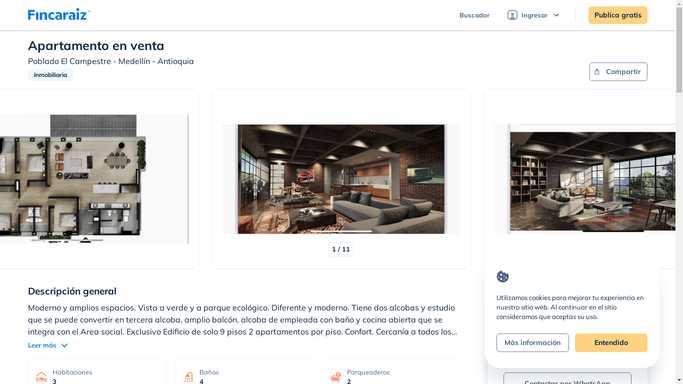 Fincaraiz
Buscador
Ingresar
Publica gratis
Apartamento en venta
Poblado El Campestre - Medellín - Antioquia
Inmobiliaria
Compartir
1 / 11
Descripción general
Moderno y amplios espacios. Vista a verde y a parque ecológico. Diferente y moderno. Tiene dos alcobas y estudio
que se puede convertir en tercera alcoba, amplio balcón, alcoba de empleada con baño y cocina abierta que se
integra con el Area social. Exclusivo Edificio de solo 9 pisos 2 apartamentos por piso. Confort. Cercanía a todos los...
Leer más
Habitaciones
3
Baños
4
Parqueaderos
2
Utilizamos cookies para mejorar tu experiencia en
nuestro sitio web. Al continuar en el sitio
consideramos que aceptas su uso.
Más información
Entendido
Contactar por WhatsApp